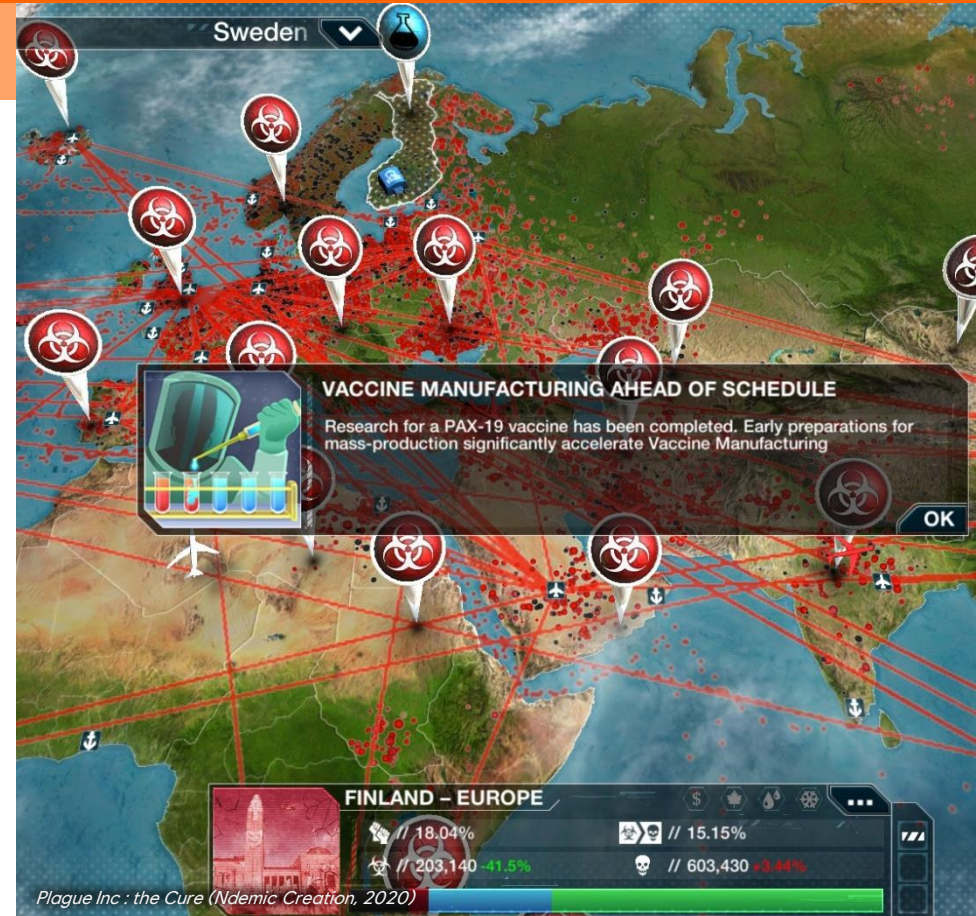 Sweden
VACCINE MANUFACTURING AHEAD OF SCHEDULE
Research for a PAX-19 vaccine has been completed. Early preparations for
mass-production significantly accelerate Vaccine Manufacturing
OK
FINLAND – EUROPE
// 18.04%
// 15.15%
// 203,140 -41.5%
// 603,430 +3.44%
Plague Inc : the Cure (Ndemic Creation, 2020)